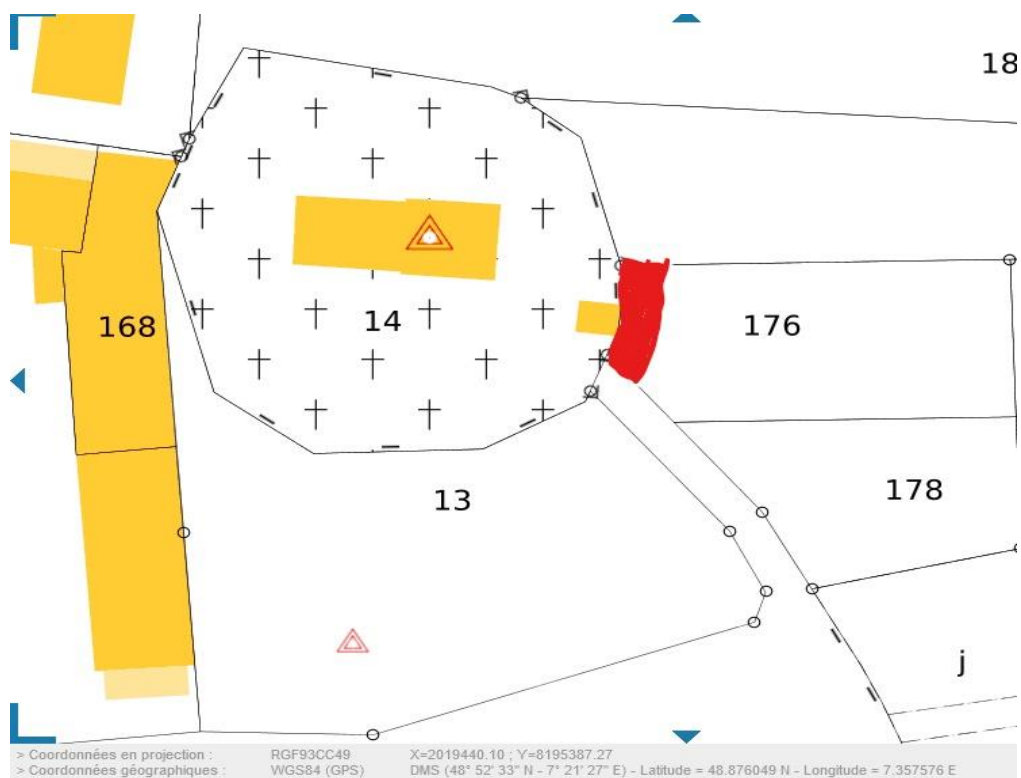 18
168
14
176
13
178
j
> Coordonnées en projection : RGF93CC49 X=2019440.10 ; Y=8195387.27
> Coordonnées géographiques : WGS84 (GPS) DMS (48° 52' 33" N - 7° 21' 27" E) - Latitude = 48.876049 N - Longitude = 7.357576 E